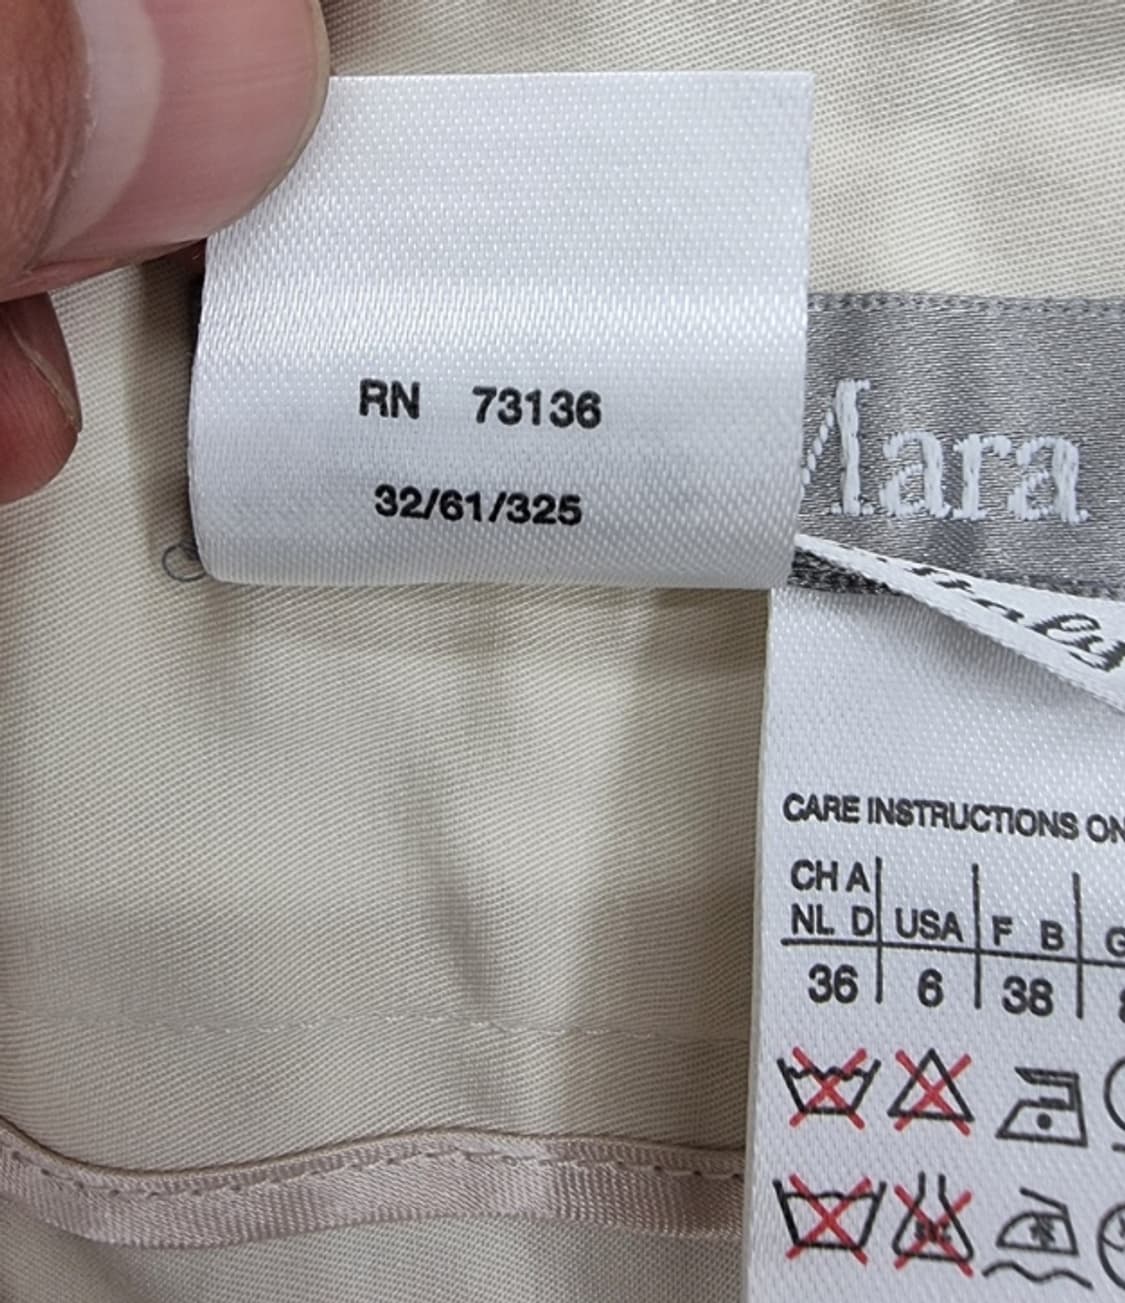 RN 73136
32/61/325
Mara
CARE INSTRUCTIONS ON
CH A
NL D USA F B G
36 6 38